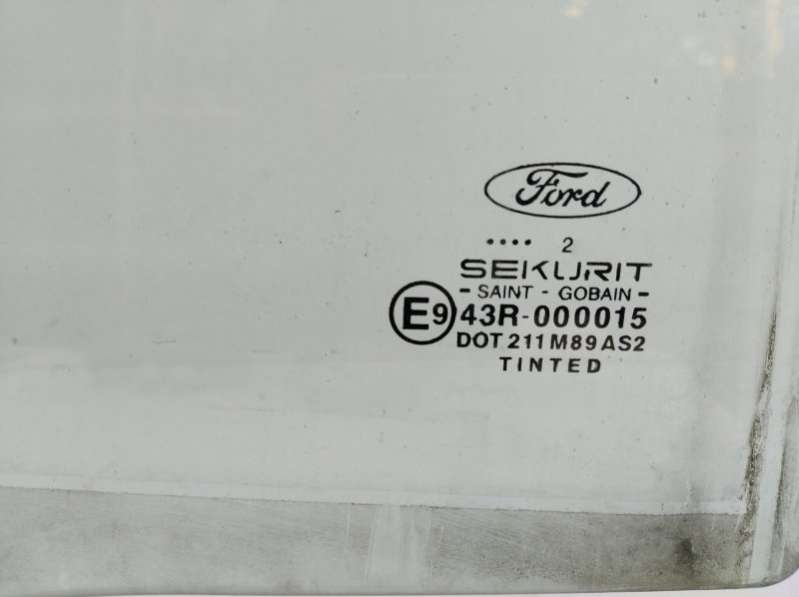 Ford
.... 2
SEKURIT
- SAINT - GOBAIN -
E9 43R-000015
DOT 211 M89 AS2
TINTED